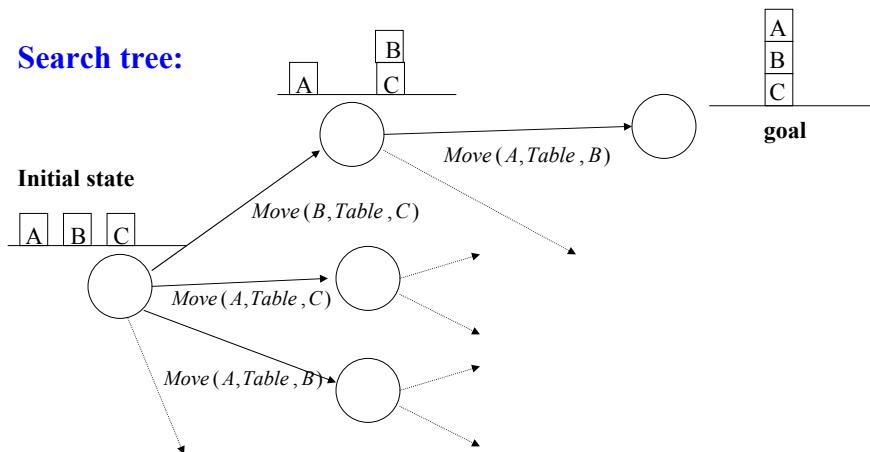 Search tree:
A
B
C
A
B
C
goal
Move(A,Table,B)
Initial state
A B C
Move(B,Table,C)
Move(A,Table,C)
Move(A,Table,B)